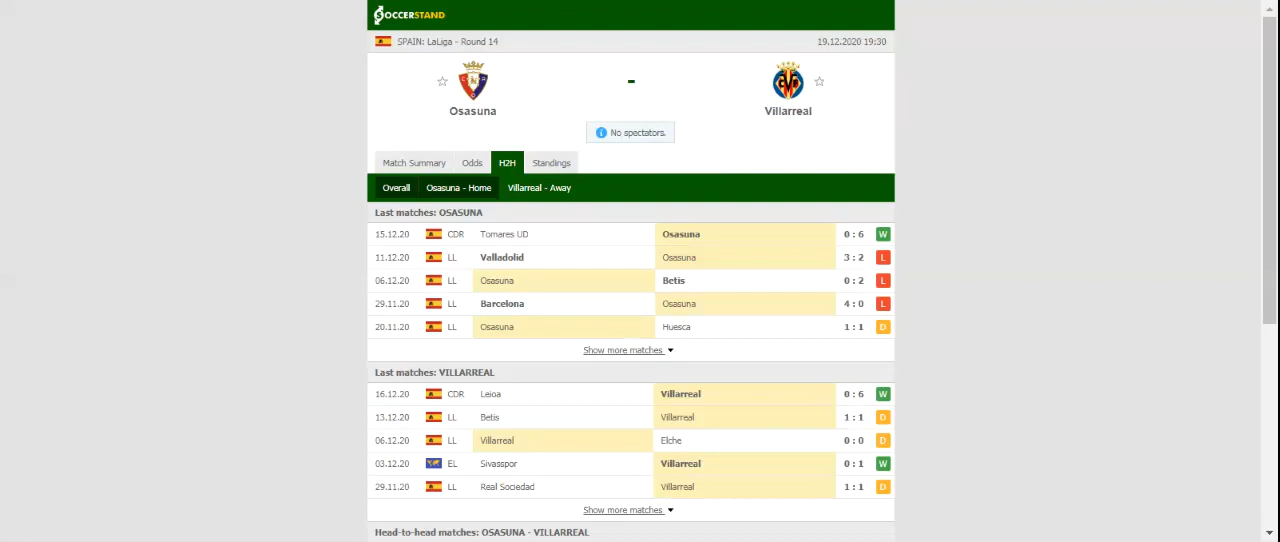 SOCCERSTAND
SPAIN: LaLiga - Round 14 19.12.2020 19:30
-
Osasuna Villarreal
No spectators.
Match Summary Odds H2H Standings
Overall Osasuna - Home Villarreal - Away
Last matches: OSASUNA
15.12.20 CDR Tomares UD Osasuna 0 : 6 W
11.12.20 LL Valladolid Osasuna 3 : 2 L
06.12.20 LL Osasuna Betis 0 : 2 L
29.11.20 LL Barcelona Osasuna 4 : 0 L
20.11.20 LL Osasuna Huesca 1 : 1 D
Show more matches
Last matches: VILLARREAL
16.12.20 CDR Leioa Villarreal 0 : 6 W
13.12.20 LL Betis Villarreal 1 : 1 D
06.12.20 LL Villarreal Elche 0 : 0 D
03.12.20 EL Sivasspor Villarreal 0 : 1 W
29.11.20 LL Real Sociedad Villarreal 1 : 1 D
Show more matches
Head-to-head matches: OSASUNA - VILLARREAL